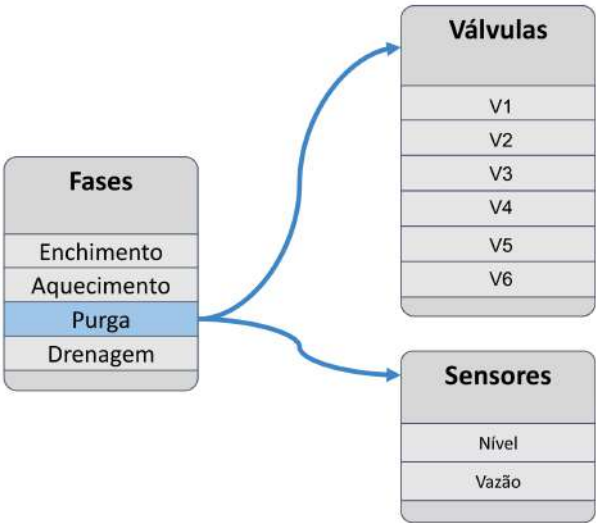 Fases
Enchimento
Aquecimento
Purga
Drenagem
Válvulas
V1
V2
V3
V4
V5
V6
Sensores
Nível
Vazão